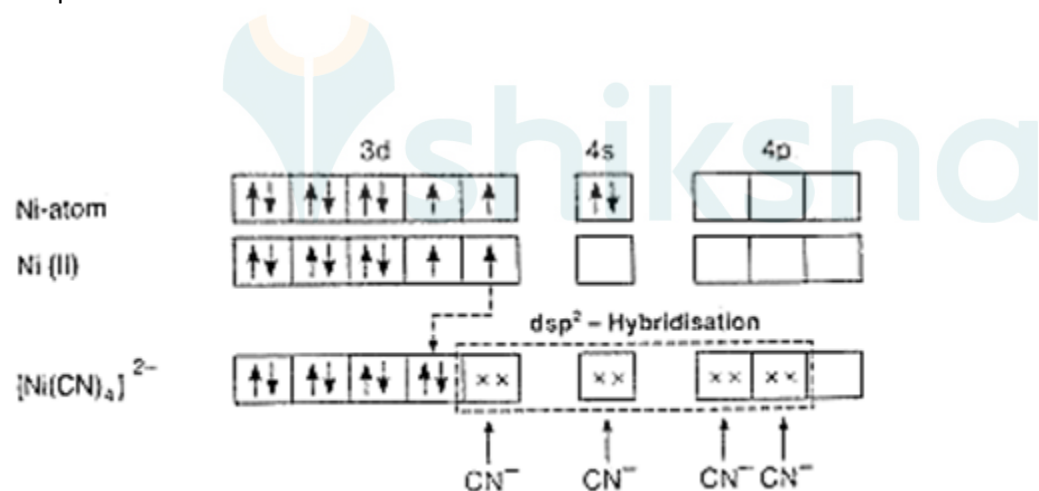 shiksha
3d 4s 4p
Ni-atom
Ni (II)
dsp² – Hybridisation
[Ni(CN)₄]²⁻
×× ×× ×× ××
CN⁻ CN⁻ CN⁻ CN⁻